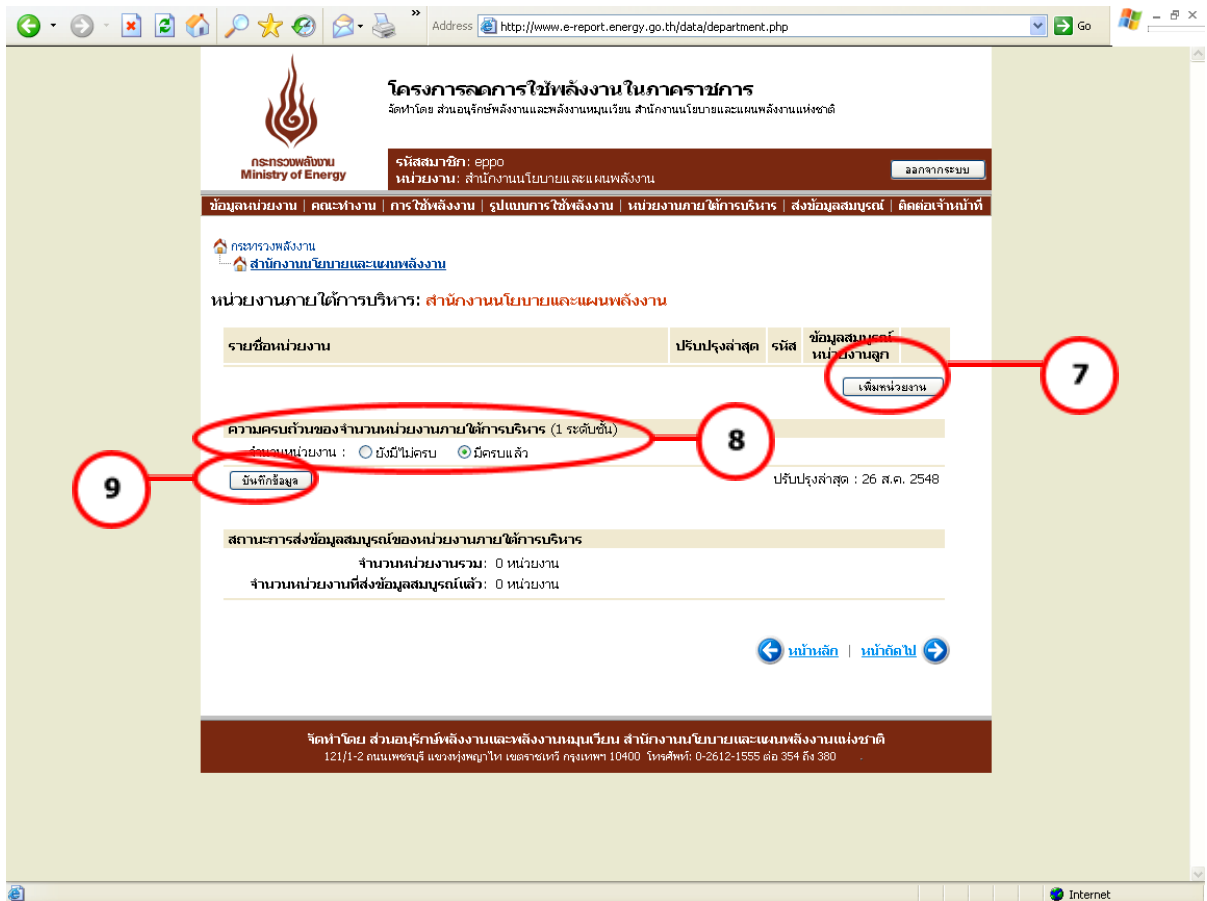 » Address http://www.e-report.energy.go.th/data/department.php Go
โครงการลดการใช้พลังงานในภาคราชการ
จัดทำโดย ส่วนอนุรักษ์พลังงานและพลังงานหมุนเวียน สำนักงานนโยบายและแผนพลังงานแห่งชาติ
กระทรวงพลังงาน
Ministry of Energy
รหัสสมาชิก: eppo
หน่วยงาน: สำนักงานนโยบายและแผนพลังงาน
ออกจากระบบ
ข้อมูลหน่วยงาน | คณะทำงาน | การใช้พลังงาน | รูปแบบการใช้พลังงาน | หน่วยงานภายใต้การบริหาร | ส่งข้อมูลสมบูรณ์ | ติดต่อเจ้าหน้าที่
กระทรวงพลังงาน
สำนักงานนโยบายและแผนพลังงาน
หน่วยงานภายใต้การบริหาร: สำนักงานนโยบายและแผนพลังงาน
รายชื่อหน่วยงาน ปรับปรุงล่าสุด รหัส ข้อมูลสมบูรณ์
หน่วยงานลูก
เพิ่มหน่วยงาน
7
ความครบถ้วนของจำนวนหน่วยงานภายใต้การบริหาร (1 ระดับชั้น)
8
จำนวนหน่วยงาน : ยังมีไม่ครบ มีครบแล้ว
9
บันทึกข้อมูล
ปรับปรุงล่าสุด : 26 ส.ค. 2548
สถานะการส่งข้อมูลสมบูรณ์ของหน่วยงานภายใต้การบริหาร
จำนวนหน่วยงานรวม: 0 หน่วยงาน
จำนวนหน่วยงานที่ส่งข้อมูลสมบูรณ์แล้ว: 0 หน่วยงาน
หน้าหลัก | หน้าถัดไป
จัดทำโดย ส่วนอนุรักษ์พลังงานและพลังงานหมุนเวียน สำนักงานนโยบายและแผนพลังงานแห่งชาติ
121/1-2 ถนนเพชรบุรี แขวงทุ่งพญาไท เขตราชเทวี กรุงเทพฯ 10400 โทรศัพท์: 0-2612-1555 ต่อ 354 ถึง 380
Internet